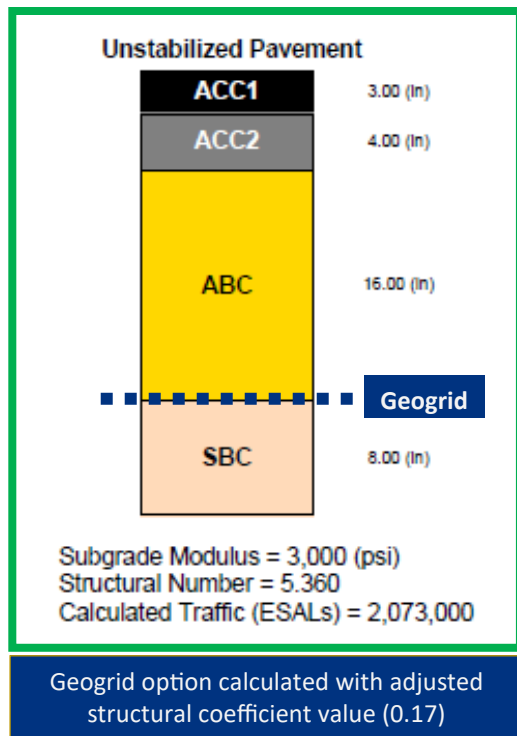 Unstabilized Pavement
ACC1 3.00 (In)
ACC2 4.00 (In)
ABC 16.00 (In)
Geogrid
SBC 8.00 (In)
Subgrade Modulus = 3,000 (psi)
Structural Number = 5.360
Calculated Traffic (ESALs) = 2,073,000
Geogrid option calculated with adjusted
structural coefficient value (0.17)